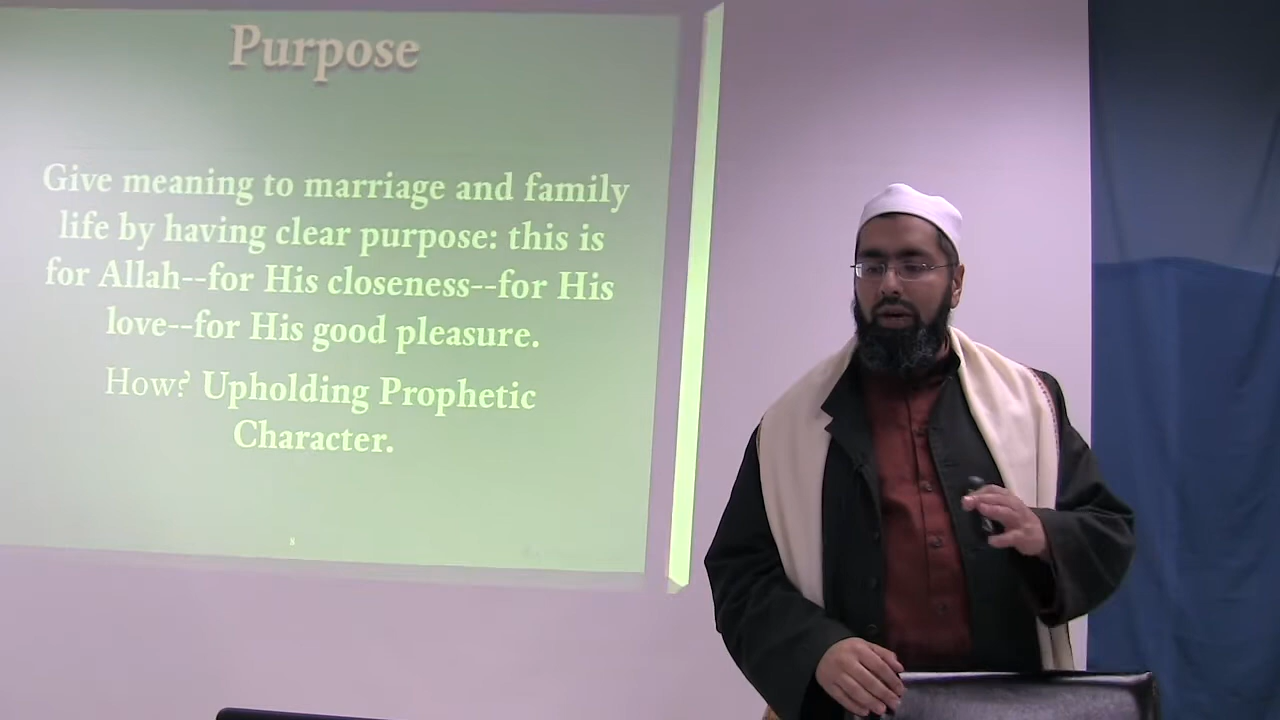 Purpose
Give meaning to marriage and family
life by having clear purpose: this is
for Allah--for His closeness--for His
love--for His good pleasure.
How? Upholding Prophetic
Character.
8